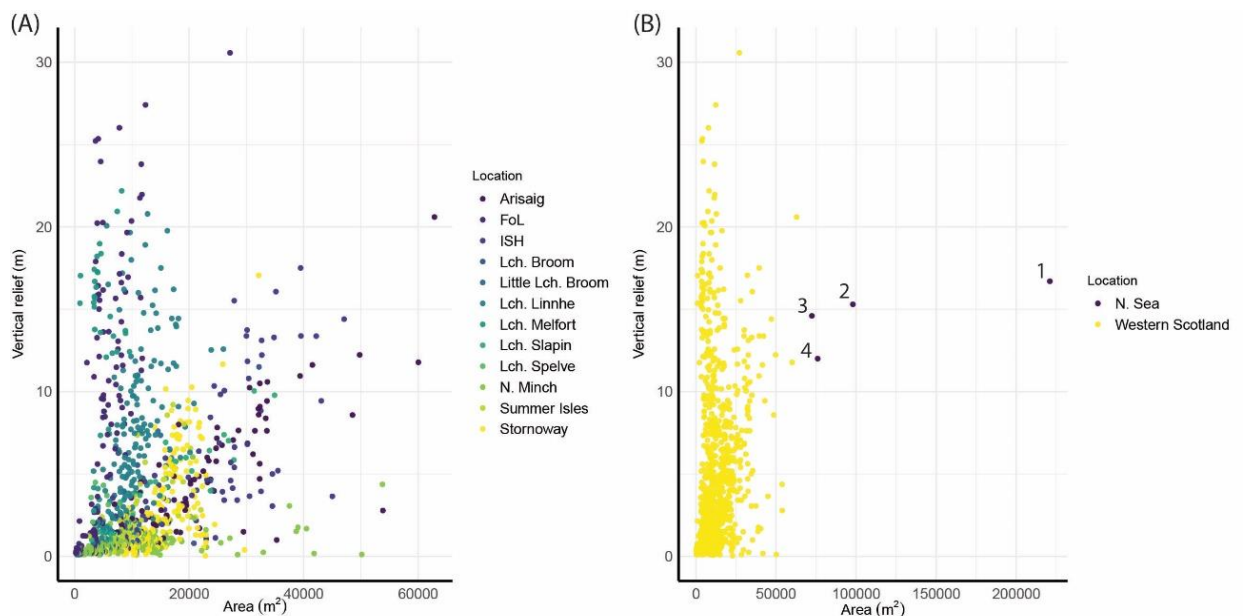 (A)
30
20
10
0
Vertical relief (m)
0 20000 40000 60000
Area (m²)
Location
Arisaig
FoL
ISH
Lch. Broom
Little Lch. Broom
Lch. Linnhe
Lch. Melfort
Lch. Slapin
Lch. Spelve
N. Minch
Summer Isles
Stornoway
(B)
30
20
10
0
Vertical relief (m)
1
2
3
4
0 50000 100000 150000 200000
Area (m²)
Location
N. Sea
Western Scotland